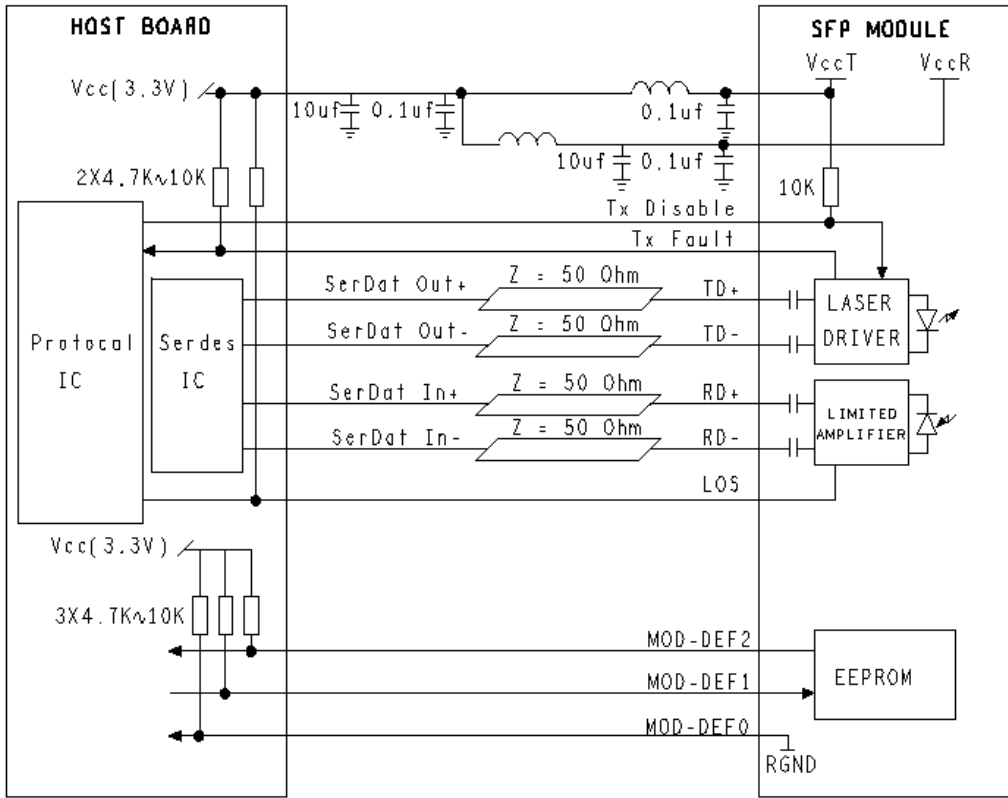 HOST BOARD
SFP MODULE
VccT
VccR
Vcc(3.3V)
10uf
0.1uf
0.1uf
10uf
0.1uf
2X4.7K~10K
10K
Tx Disable
Tx Fault
SerDat Out+
Z = 50 Ohm
TD+
LASER
DRIVER
SerDat Out-
Z = 50 Ohm
TD-
Protocal
IC
Serdes
IC
SerDat In+
Z = 50 Ohm
RD+
LIMITED
AMPLIFIER
SerDat In-
Z = 50 Ohm
RD-
LOS
Vcc(3.3V)
3X4.7K~10K
MOD-DEF2
MOD-DEF1
EEPROM
MOD-DEF0
RGND